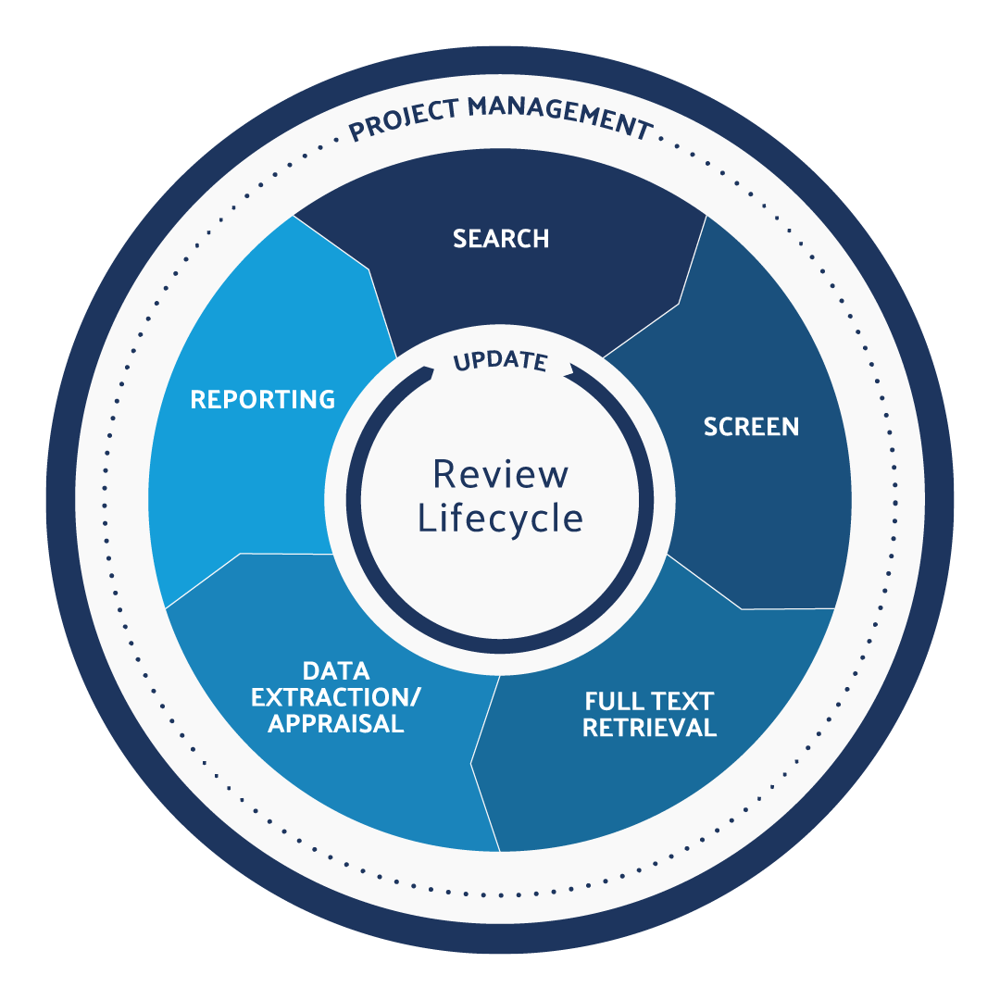 PROJECT MANAGEMENT
SEARCH
SCREEN
FULL TEXT
RETRIEVAL
DATA
EXTRACTION/
APPRAISAL
REPORTING
UPDATE
Review
Lifecycle